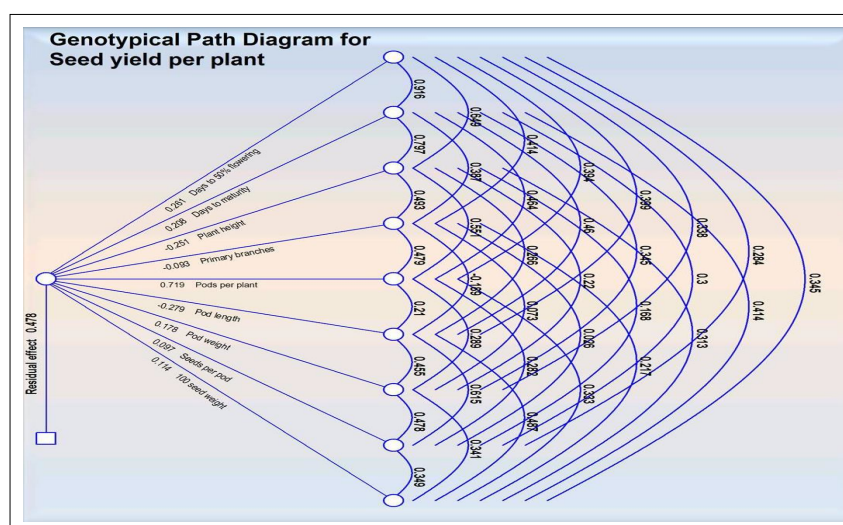 Genotypical Path Diagram for
Seed yield per plant
0.261 Days to 50% flowering
0.208 Days to maturity
-0.251 Plant height
-0.093 Primary branches
0.719 Pods per plant
-0.279 Pod length
0.178 Pod weight
0.097 Seeds per pod
0.114 100 seed weight
Residual effect 0.478
0.916
0.797
0.493
0.479
0.21
0.455
0.478
0.349
0.649
0.387
0.551
-0.189
0.289
0.615
0.341
0.414
0.464
0.266
0.073
0.282
0.487
0.394
0.46
0.22
0.393
0.389
0.345
0.168
0.217
0.338
0.3
0.313
0.284
0.414
0.345